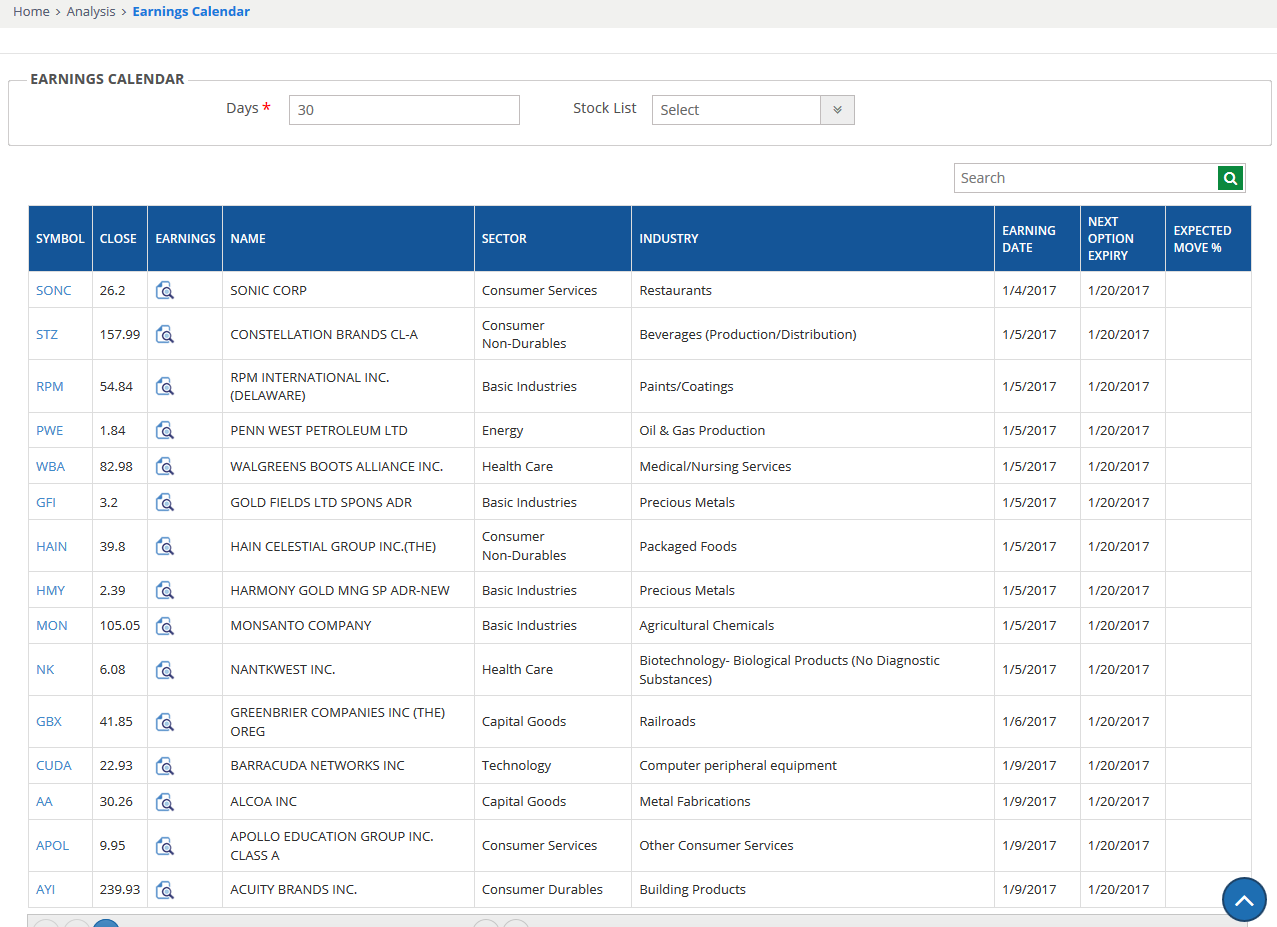 Home > Analysis > Earnings Calendar
EARNINGS CALENDAR
Days * 30 Stock List Select
Search
SYMBOL CLOSE EARNINGS NAME SECTOR INDUSTRY EARNING DATE NEXT OPTION EXPIRY EXPECTED MOVE %
SONC 26.2 SONIC CORP Consumer Services Restaurants 1/4/2017 1/20/2017
STZ 157.99 CONSTELLATION BRANDS CL-A Consumer Non-Durables Beverages (Production/Distribution) 1/5/2017 1/20/2017
RPM 54.84 RPM INTERNATIONAL INC. (DELAWARE) Basic Industries Paints/Coatings 1/5/2017 1/20/2017
PWE 1.84 PENN WEST PETROLEUM LTD Energy Oil & Gas Production 1/5/2017 1/20/2017
WBA 82.98 WALGREENS BOOTS ALLIANCE INC. Health Care Medical/Nursing Services 1/5/2017 1/20/2017
GFI 3.2 GOLD FIELDS LTD SPONS ADR Basic Industries Precious Metals 1/5/2017 1/20/2017
HAIN 39.8 HAIN CELESTIAL GROUP INC.(THE) Consumer Non-Durables Packaged Foods 1/5/2017 1/20/2017
HMY 2.39 HARMONY GOLD MNG SP ADR-NEW Basic Industries Precious Metals 1/5/2017 1/20/2017
MON 105.05 MONSANTO COMPANY Basic Industries Agricultural Chemicals 1/5/2017 1/20/2017
NK 6.08 NANTKWEST INC. Health Care Biotechnology- Biological Products (No Diagnostic Substances) 1/5/2017 1/20/2017
GBX 41.85 GREENBRIER COMPANIES INC (THE) OREG Capital Goods Railroads 1/6/2017 1/20/2017
CUDA 22.93 BARRACUDA NETWORKS INC Technology Computer peripheral equipment 1/9/2017 1/20/2017
AA 30.26 ALCOA INC Capital Goods Metal Fabrications 1/9/2017 1/20/2017
APOL 9.95 APOLLO EDUCATION GROUP INC. CLASS A Consumer Services Other Consumer Services 1/9/2017 1/20/2017
AYI 239.93 ACUITY BRANDS INC. Consumer Durables Building Products 1/9/2017 1/20/2017